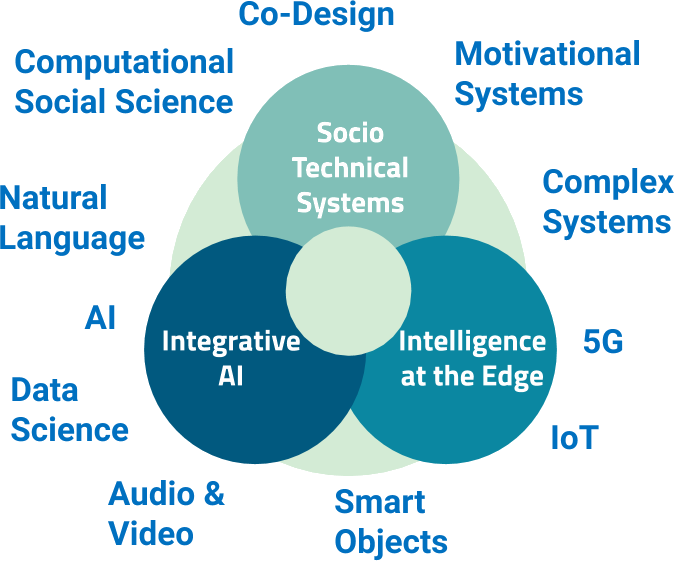 Co-Design
Computational
Social Science
Motivational
Systems
Socio
Technical
Systems
Natural
Language
Complex
Systems
AI
Integrative
AI
Intelligence
at the Edge
5G
Data
Science
IoT
Audio &
Video
Smart
Objects